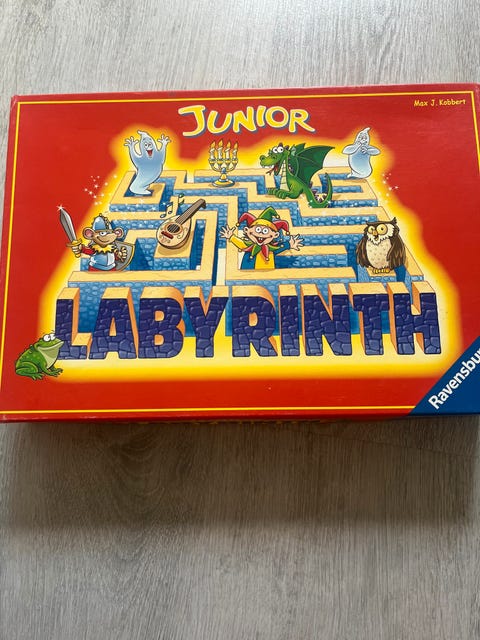 Max J. Kobbert
JUNIOR
LABYRINTH
Ravensbu